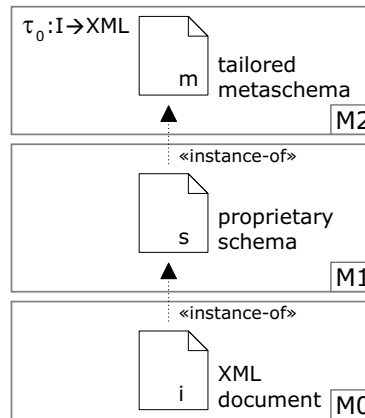 τ₀:I→XML
m
tailored
metaschema
M2
«instance-of»
s
proprietary
schema
M1
«instance-of»
i
XML
document
M0